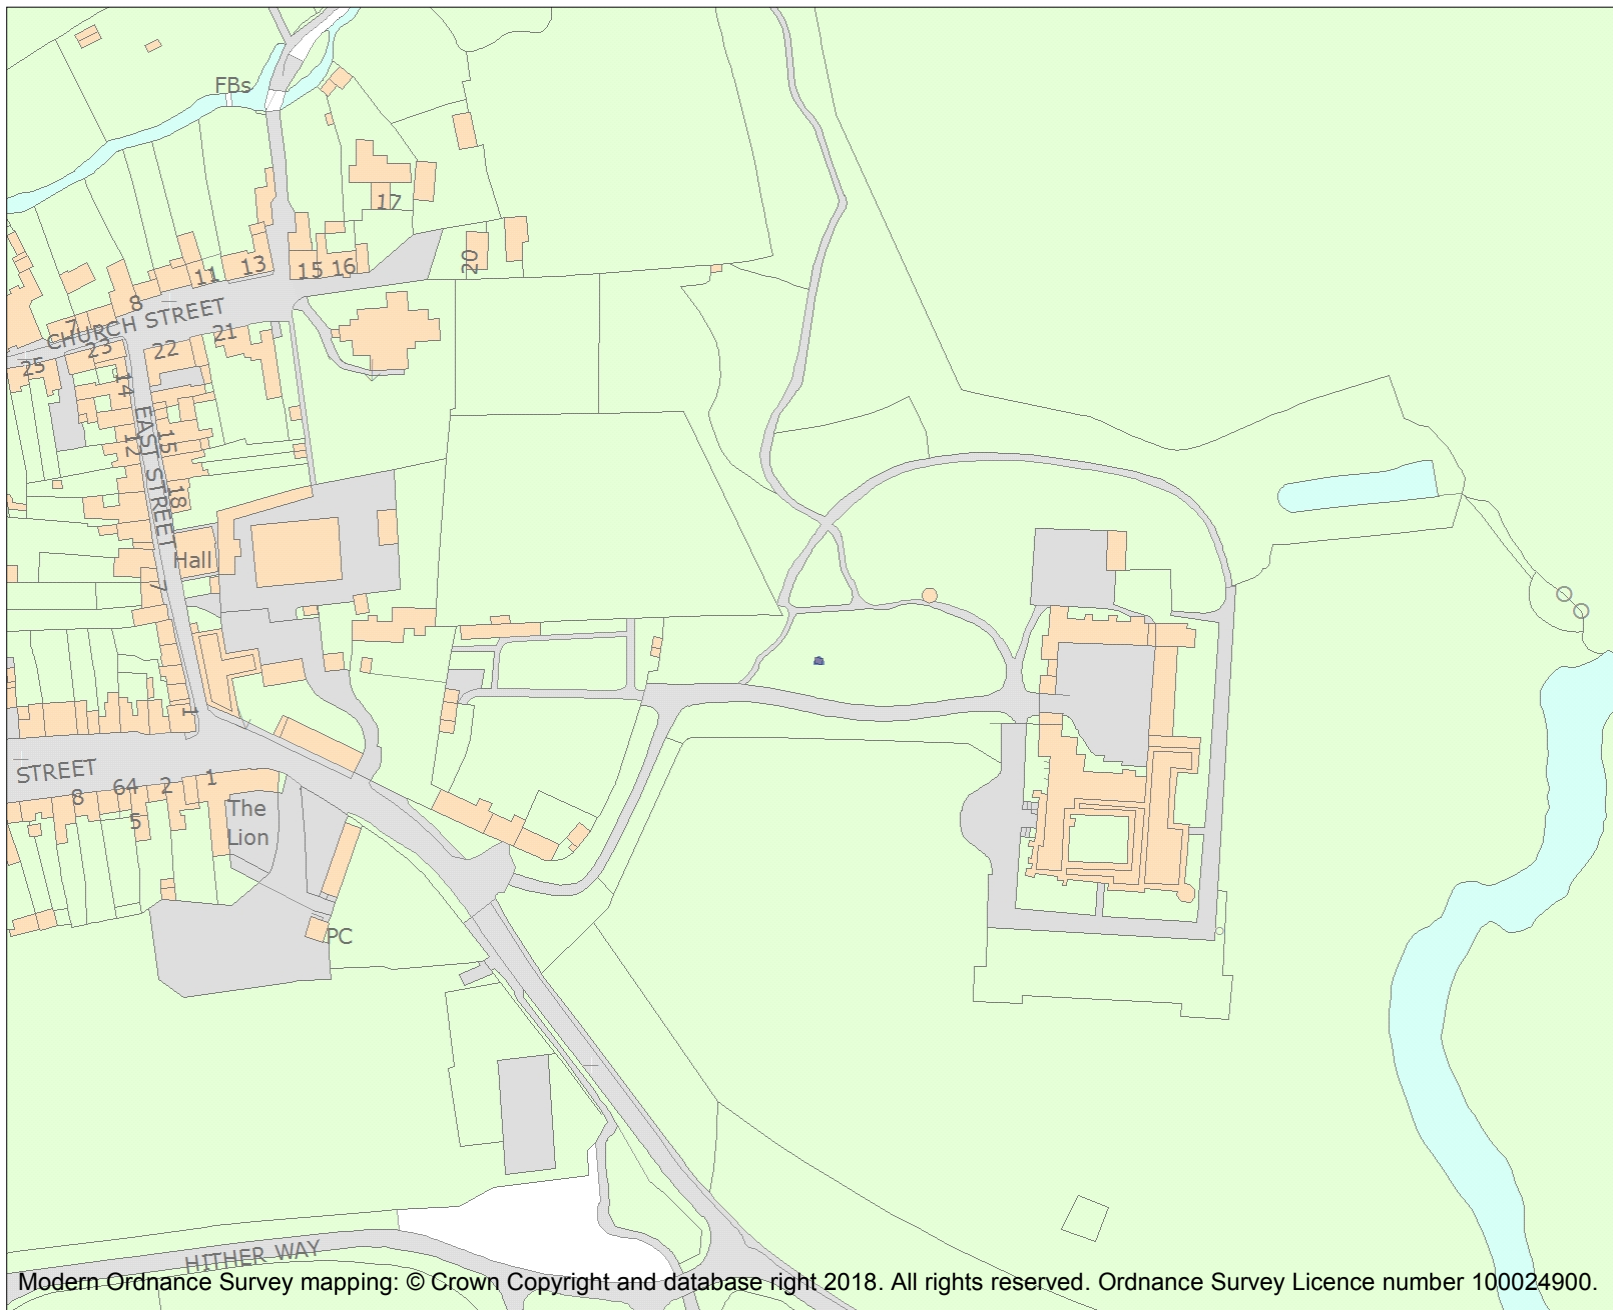 FBs
17
20
11
13
15
16
8
7
CHURCH STREET
21
23
22
25
14
EAST STREET
12
15
18
Hall
7
1
STREET
8
64
2
1
5
The
Lion
PC
HITHER WAY
Modern Ordnance Survey mapping: © Crown Copyright and database right 2018. All rights reserved. Ordnance Survey Licence number 100024900.